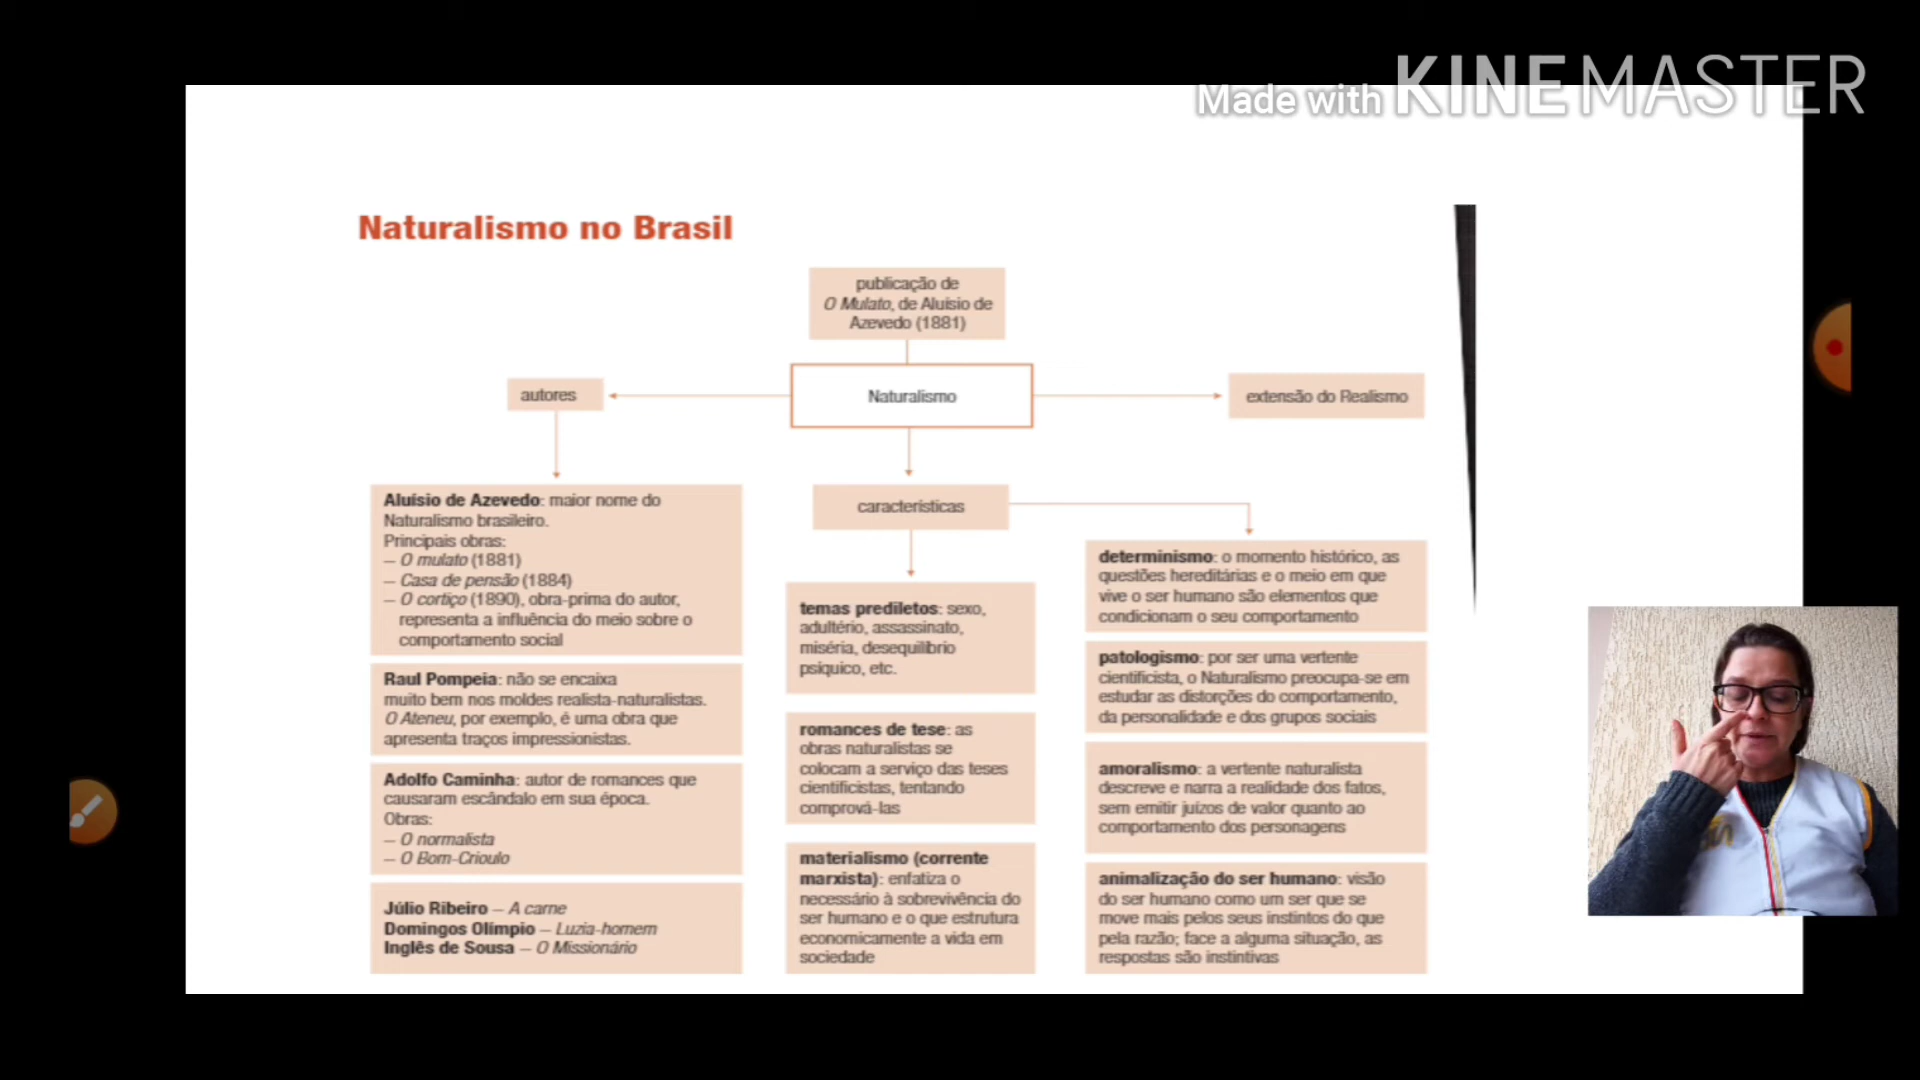 Made with KINEMASTER
Naturalismo no Brasil
publicação de
O Mulato, de Aluísio de
Azevedo (1881)
autores
Naturalismo
extensão do Realismo
Aluísio de Azevedo: maior nome do
Naturalismo brasileiro.
Principais obras:
– O mulato (1881)
– Casa de pensão (1884)
– O cortiço (1890), obra-prima do autor,
representa a influência do meio sobre o
comportamento social
Raul Pompeia: não se encaixa
muito bem nos moldes realista-naturalistas.
O Ateneu, por exemplo, é uma obra que
apresenta traços impressionistas.
Adolfo Caminha: autor de romances que
causaram escândalo em sua época.
Obras:
– O normalista
– O Bom-Crioulo
Júlio Ribeiro – A carne
Domingos Olímpio – Luzia-homem
Inglês de Sousa – O Missionário
características
temas prediletos: sexo,
adultério, assassinato,
miséria, desequilíbrio
psíquico, etc.
romances de tese: as
obras naturalistas se
colocam a serviço das teses
cientificistas, tentando
comprová-las
materialismo (corrente
marxista): enfatiza o
necessário à sobrevivência do
ser humano e o que estrutura
economicamente a vida em
sociedade
determinismo: o momento histórico, as
questões hereditárias e o meio em que
vive o ser humano são elementos que
condicionam o seu comportamento
patologismo: por ser uma vertente
cientificista, o Naturalismo preocupa-se em
estudar as distorções do comportamento,
da personalidade e dos grupos sociais
amoralismo: a vertente naturalista
descreve e narra a realidade dos fatos,
sem emitir juízos de valor quanto ao
comportamento dos personagens
animalização do ser humano: visão
do ser humano como um ser que se
move mais pelos seus instintos do que
pela razão; face a alguma situação, as
respostas são instintivas